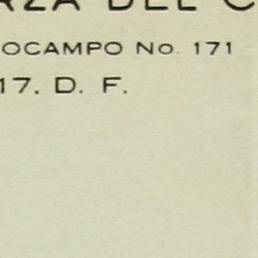 RZA DEL C
OCAMPO No. 171
17. D. F.